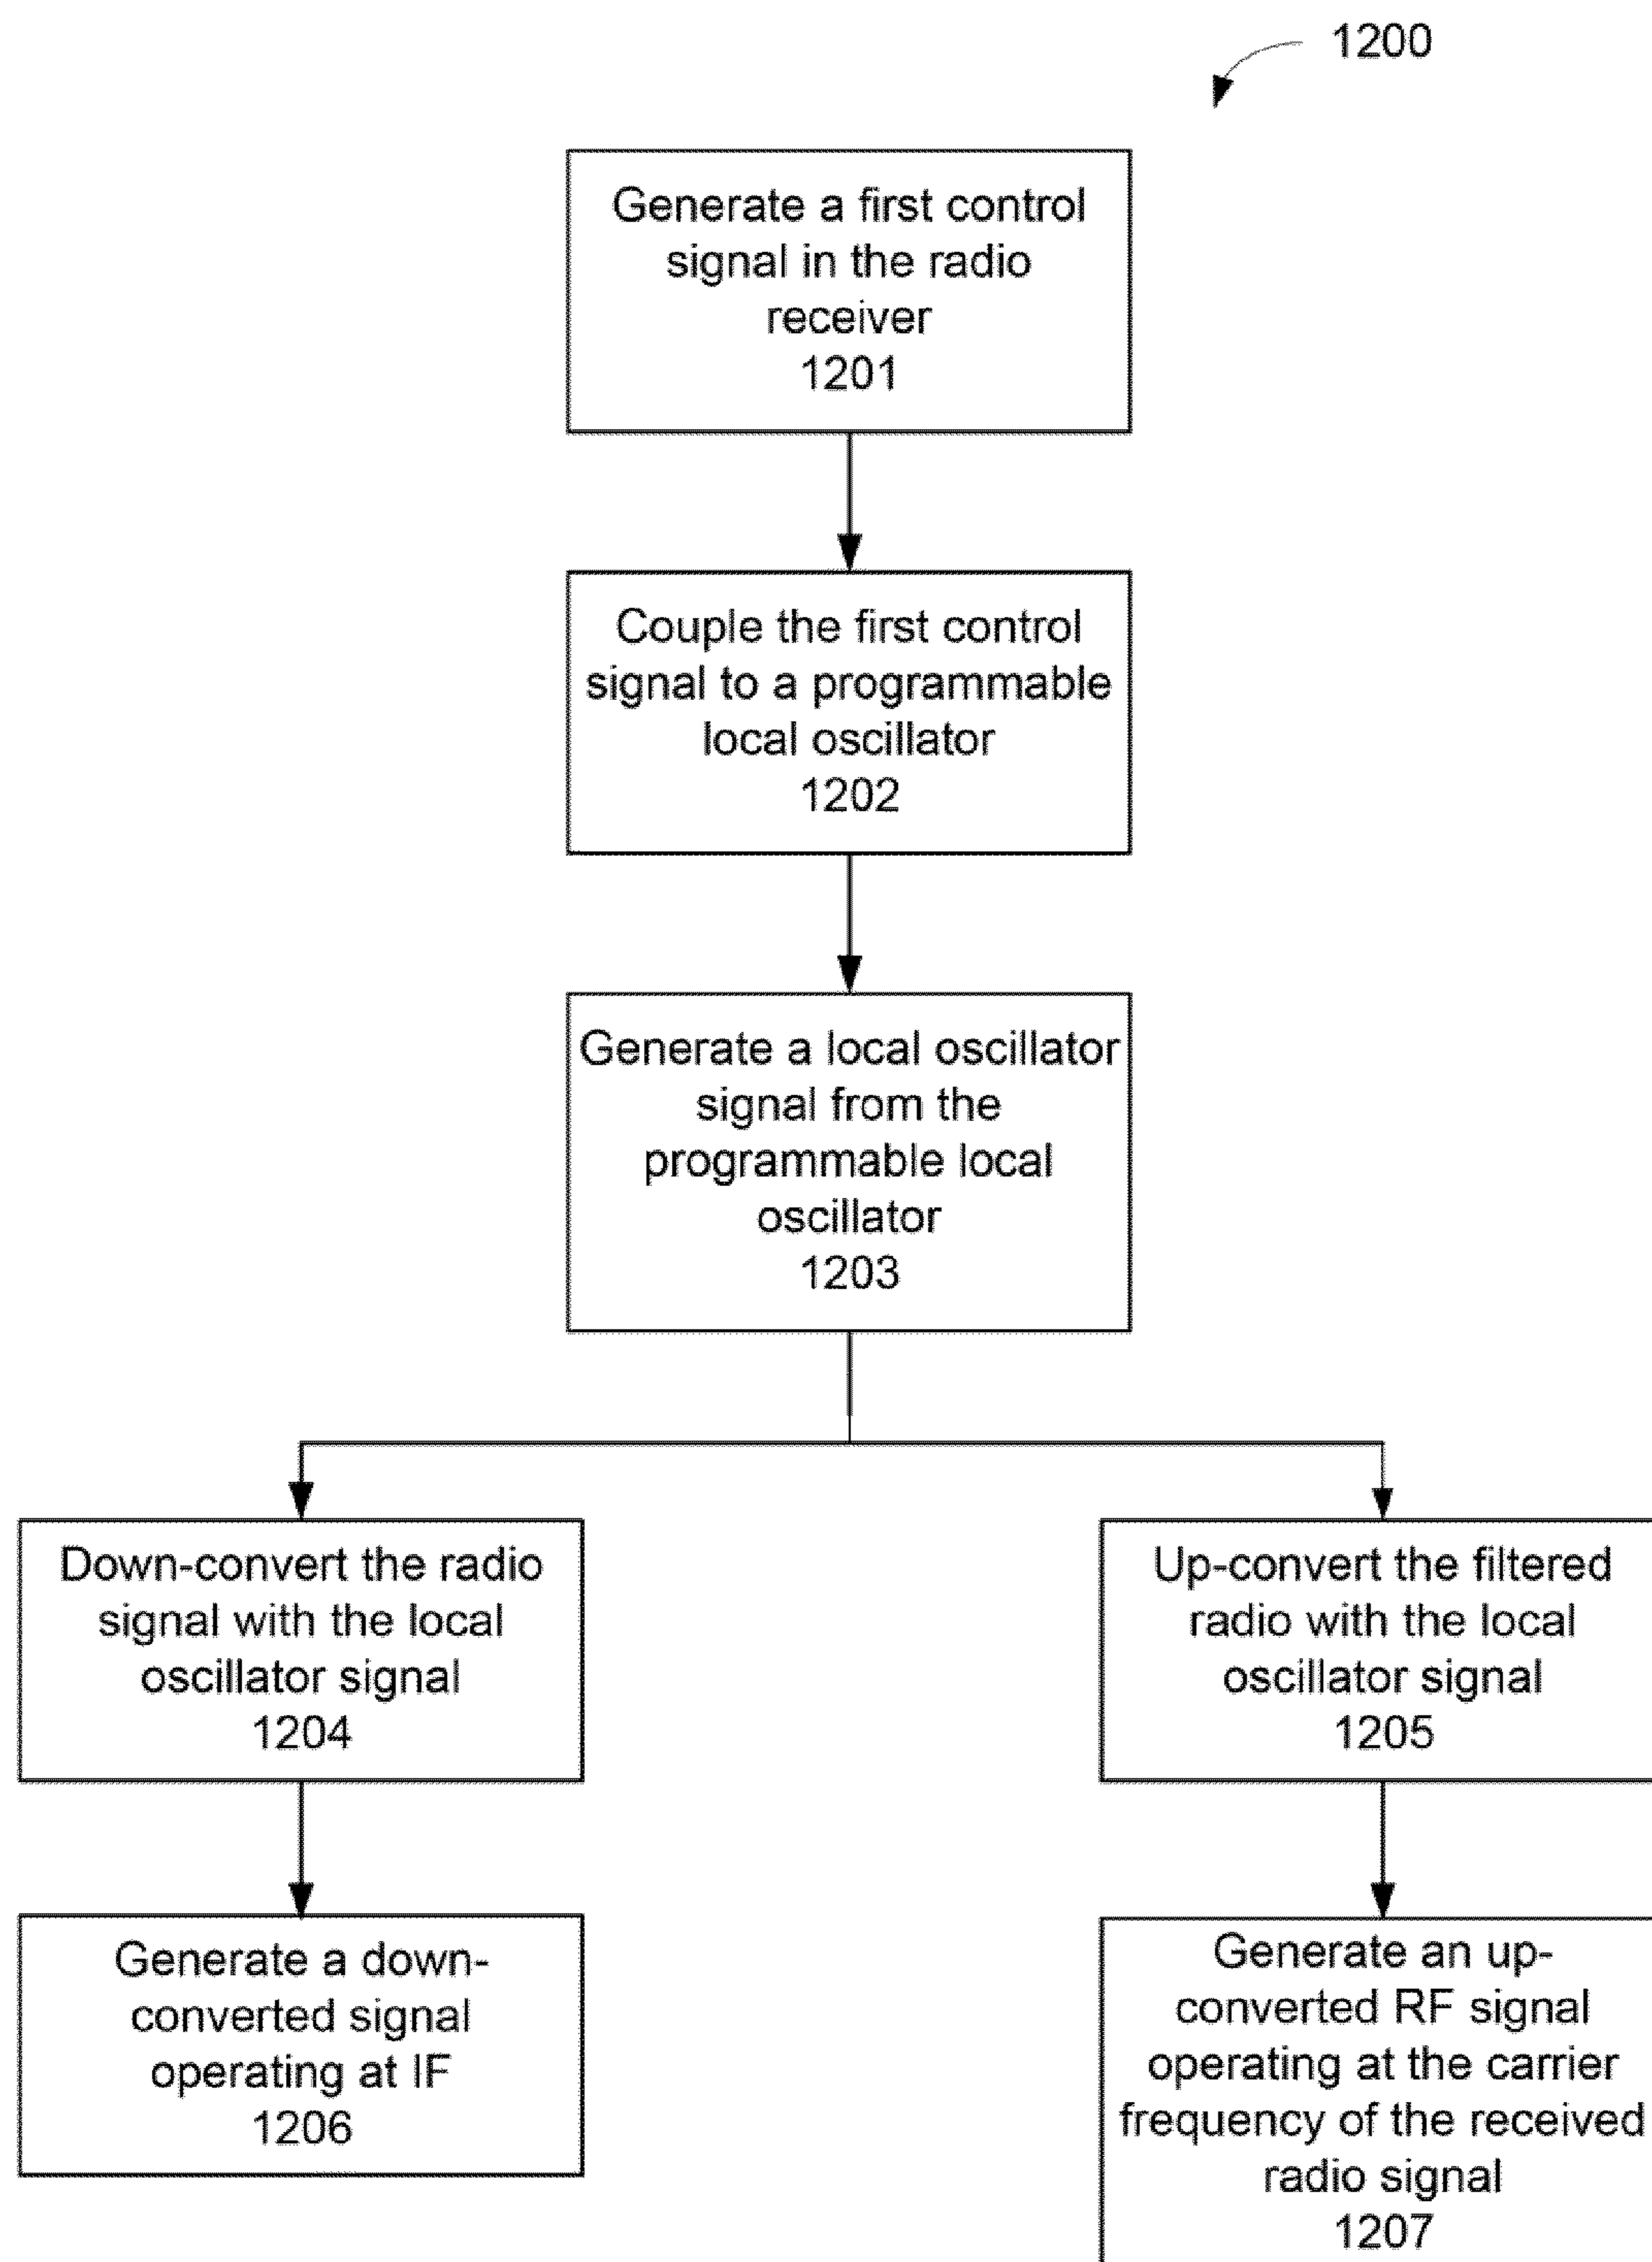 1200
Generate a first control
signal in the radio
receiver
1201
Couple the first control
signal to a programmable
local oscillator
1202
Generate a local oscillator
signal from the
programmable local
oscillator
1203
Down-convert the radio
signal with the local
oscillator signal
1204
Up-convert the filtered
radio with the local
oscillator signal
1205
Generate a down-
converted signal
operating at IF
1206
Generate an up-
converted RF signal
operating at the carrier
frequency of the received
radio signal
1207